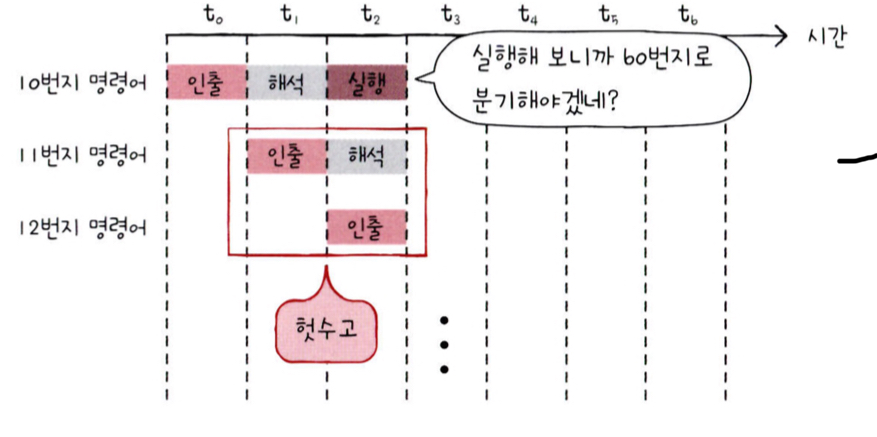 t₀ t₁ t₂ t₃ t₄ t₅ t₆ 시간
10번지 명령어 인출 해석 실행
실행해 보니까 60번지로
분기해야겠네?
11번지 명령어 인출 해석
12번지 명령어 인출
헛수고